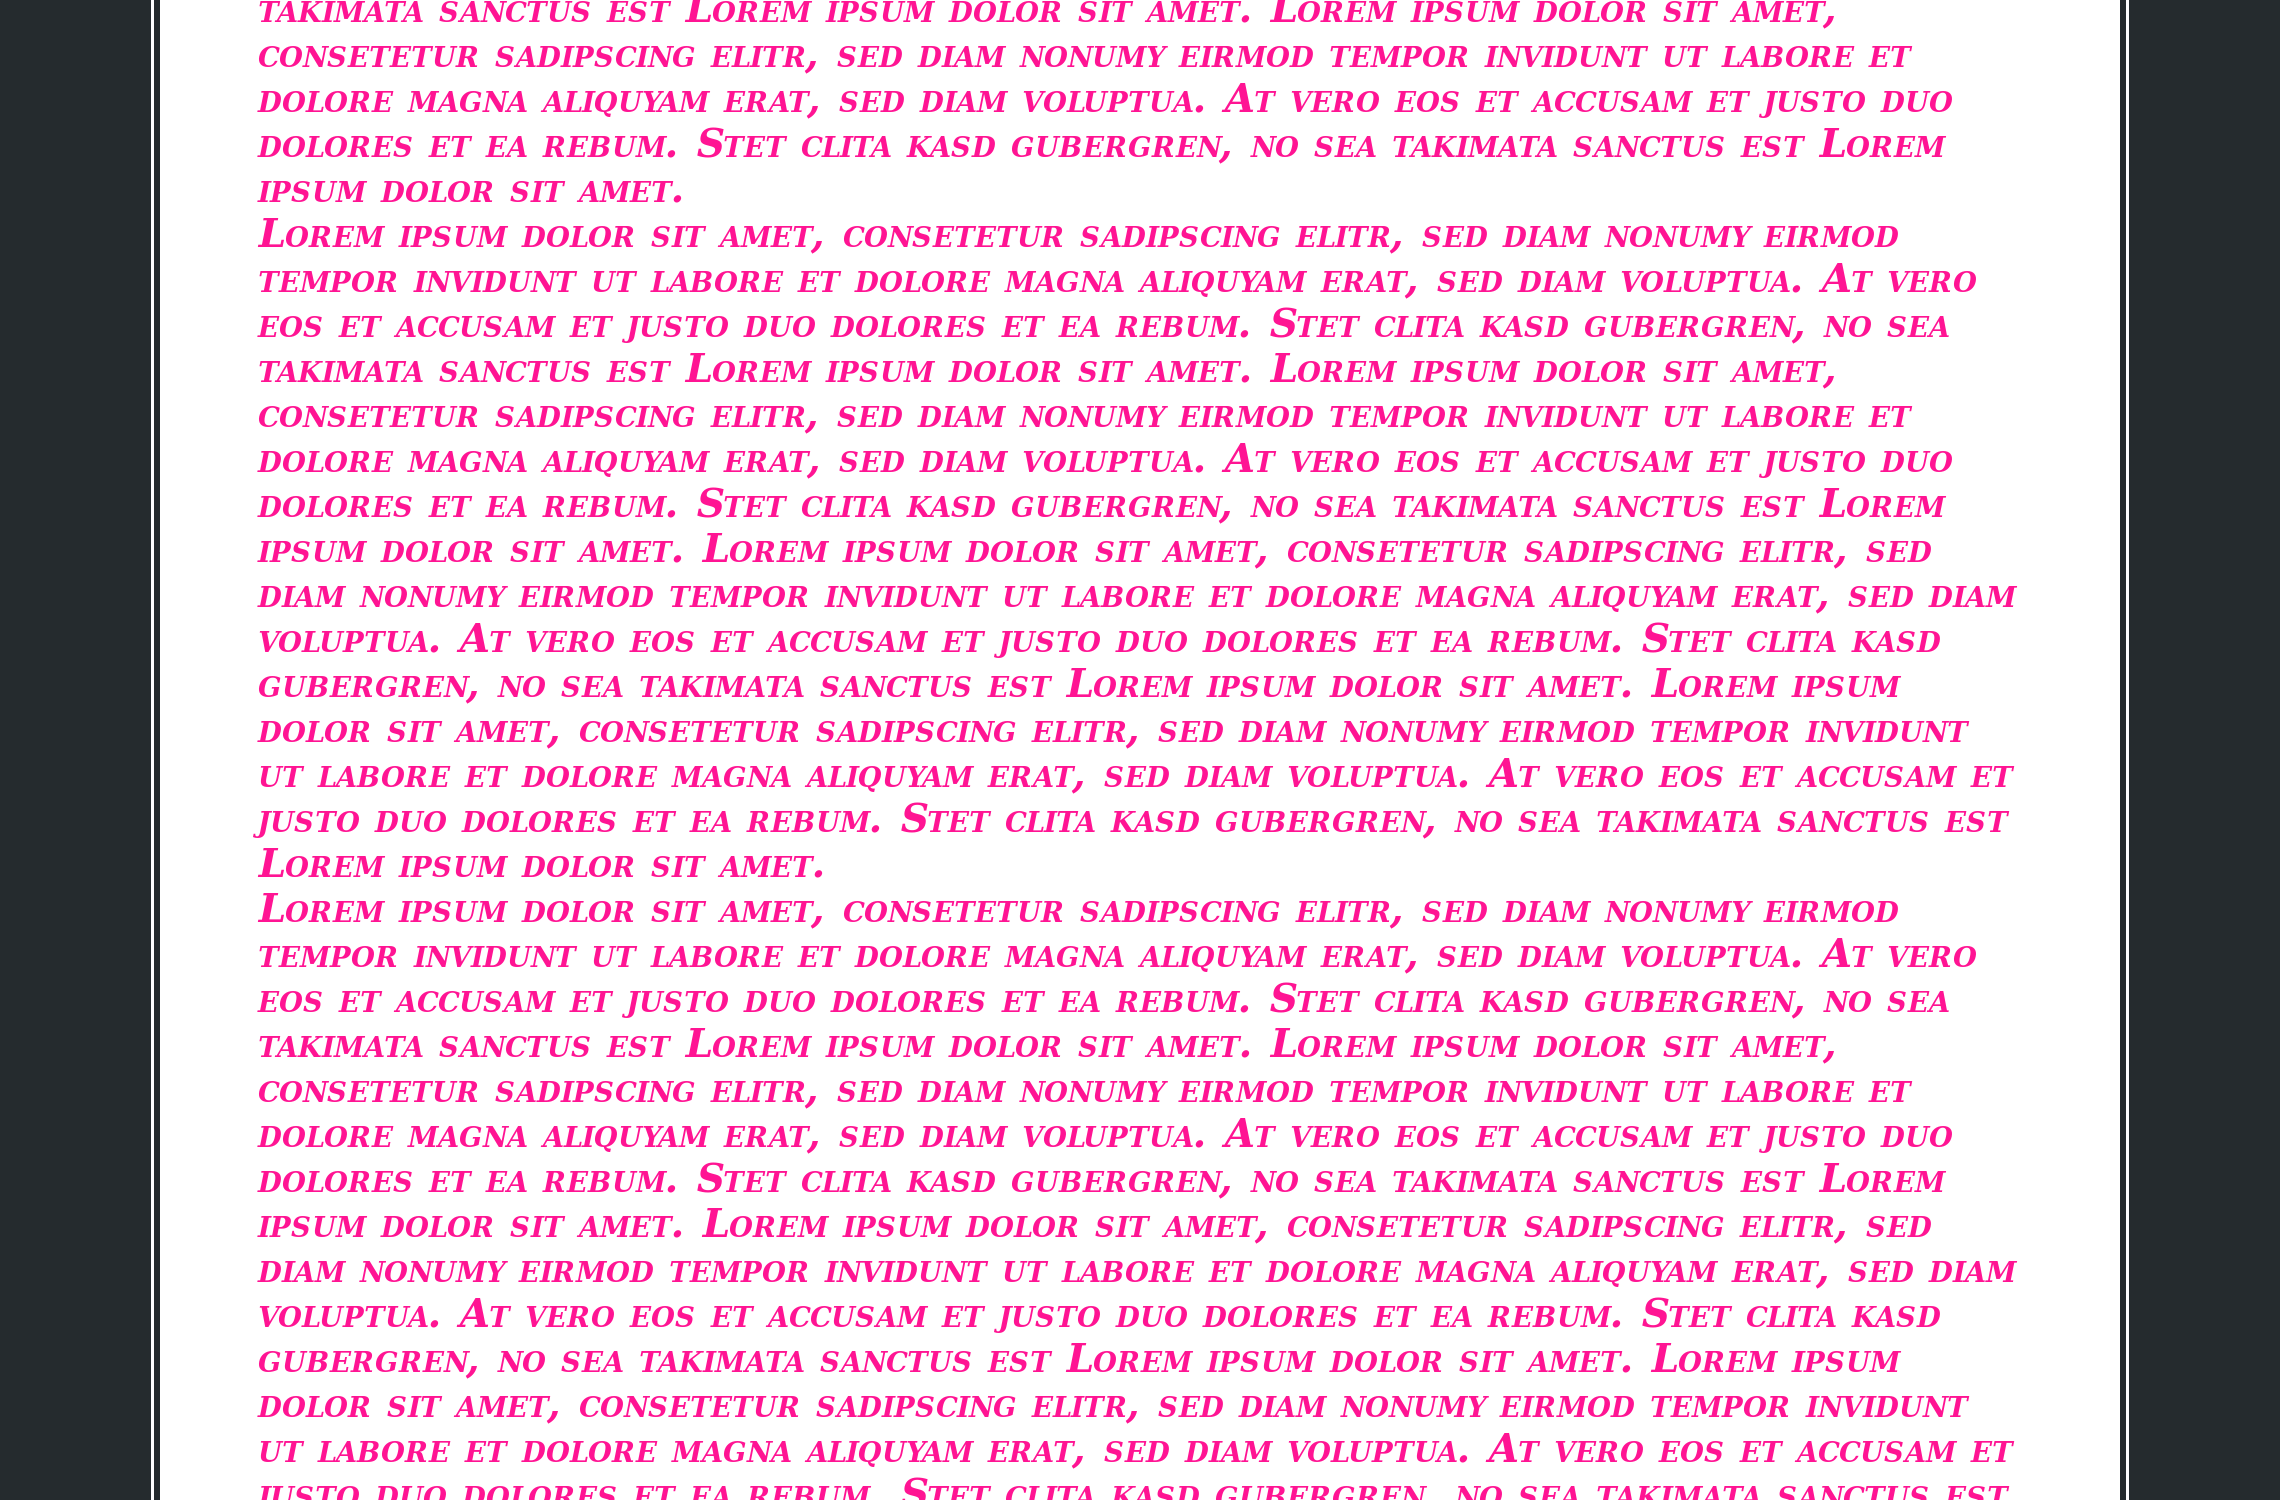 takimata sanctus est Lorem ipsum dolor sit amet. Lorem ipsum dolor sit amet,
consetetur sadipscing elitr, sed diam nonumy eirmod tempor invidunt ut labore et
dolore magna aliquyam erat, sed diam voluptua. At vero eos et accusam et justo duo
dolores et ea rebum. Stet clita kasd gubergren, no sea takimata sanctus est Lorem
ipsum dolor sit amet.
Lorem ipsum dolor sit amet, consetetur sadipscing elitr, sed diam nonumy eirmod
tempor invidunt ut labore et dolore magna aliquyam erat, sed diam voluptua. At vero
eos et accusam et justo duo dolores et ea rebum. Stet clita kasd gubergren, no sea
takimata sanctus est Lorem ipsum dolor sit amet. Lorem ipsum dolor sit amet,
consetetur sadipscing elitr, sed diam nonumy eirmod tempor invidunt ut labore et
dolore magna aliquyam erat, sed diam voluptua. At vero eos et accusam et justo duo
dolores et ea rebum. Stet clita kasd gubergren, no sea takimata sanctus est Lorem
ipsum dolor sit amet. Lorem ipsum dolor sit amet, consetetur sadipscing elitr, sed
diam nonumy eirmod tempor invidunt ut labore et dolore magna aliquyam erat, sed diam
voluptua. At vero eos et accusam et justo duo dolores et ea rebum. Stet clita kasd
gubergren, no sea takimata sanctus est Lorem ipsum dolor sit amet. Lorem ipsum
dolor sit amet, consetetur sadipscing elitr, sed diam nonumy eirmod tempor invidunt
ut labore et dolore magna aliquyam erat, sed diam voluptua. At vero eos et accusam et
justo duo dolores et ea rebum. Stet clita kasd gubergren, no sea takimata sanctus est
Lorem ipsum dolor sit amet.
Lorem ipsum dolor sit amet, consetetur sadipscing elitr, sed diam nonumy eirmod
tempor invidunt ut labore et dolore magna aliquyam erat, sed diam voluptua. At vero
eos et accusam et justo duo dolores et ea rebum. Stet clita kasd gubergren, no sea
takimata sanctus est Lorem ipsum dolor sit amet. Lorem ipsum dolor sit amet,
consetetur sadipscing elitr, sed diam nonumy eirmod tempor invidunt ut labore et
dolore magna aliquyam erat, sed diam voluptua. At vero eos et accusam et justo duo
dolores et ea rebum. Stet clita kasd gubergren, no sea takimata sanctus est Lorem
ipsum dolor sit amet. Lorem ipsum dolor sit amet, consetetur sadipscing elitr, sed
diam nonumy eirmod tempor invidunt ut labore et dolore magna aliquyam erat, sed diam
voluptua. At vero eos et accusam et justo duo dolores et ea rebum. Stet clita kasd
gubergren, no sea takimata sanctus est Lorem ipsum dolor sit amet. Lorem ipsum
dolor sit amet, consetetur sadipscing elitr, sed diam nonumy eirmod tempor invidunt
ut labore et dolore magna aliquyam erat, sed diam voluptua. At vero eos et accusam et
justo duo dolores et ea rebum. Stet clita kasd gubergren, no sea takimata sanctus est